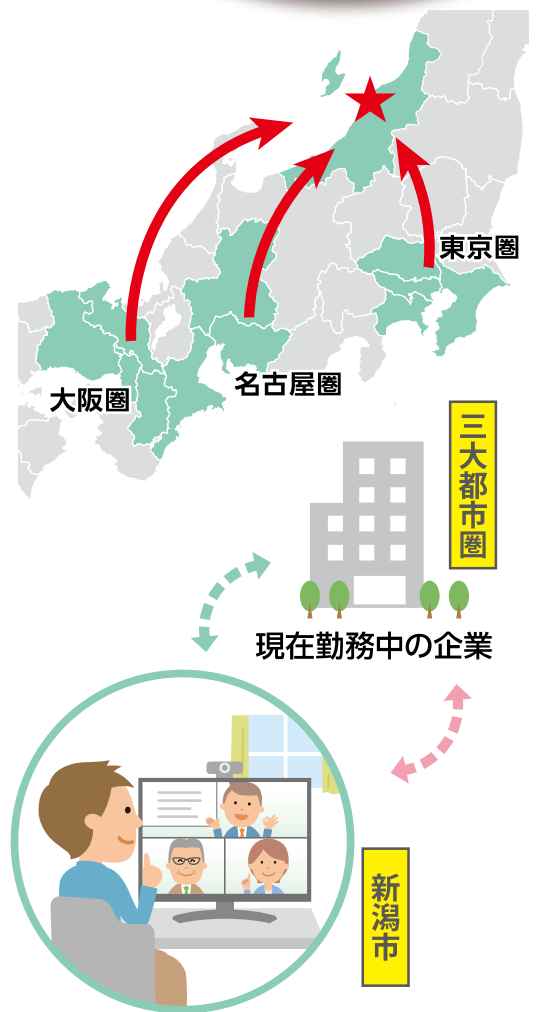 東京圏
名古屋圏
大阪圏
三大都市圏
現在勤務中の企業
新潟市